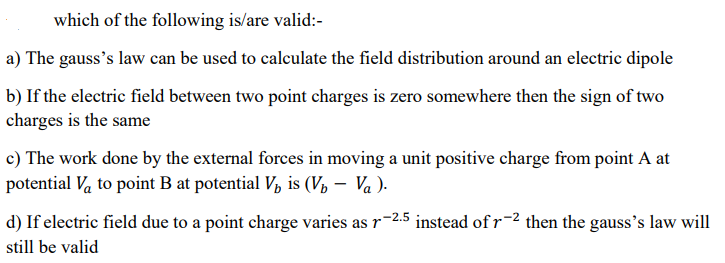 which of the following is/are valid:-
a) The gauss’s law can be used to calculate the field distribution around an electric dipole
b) If the electric field between two point charges is zero somewhere then the sign of two
charges is the same
c) The work done by the external forces in moving a unit positive charge from point A at
potential Vₐ to point B at potential V_b is (V_b − Vₐ ).
d) If electric field due to a point charge varies as r⁻²·⁵ instead of r⁻² then the gauss’s law will
still be valid